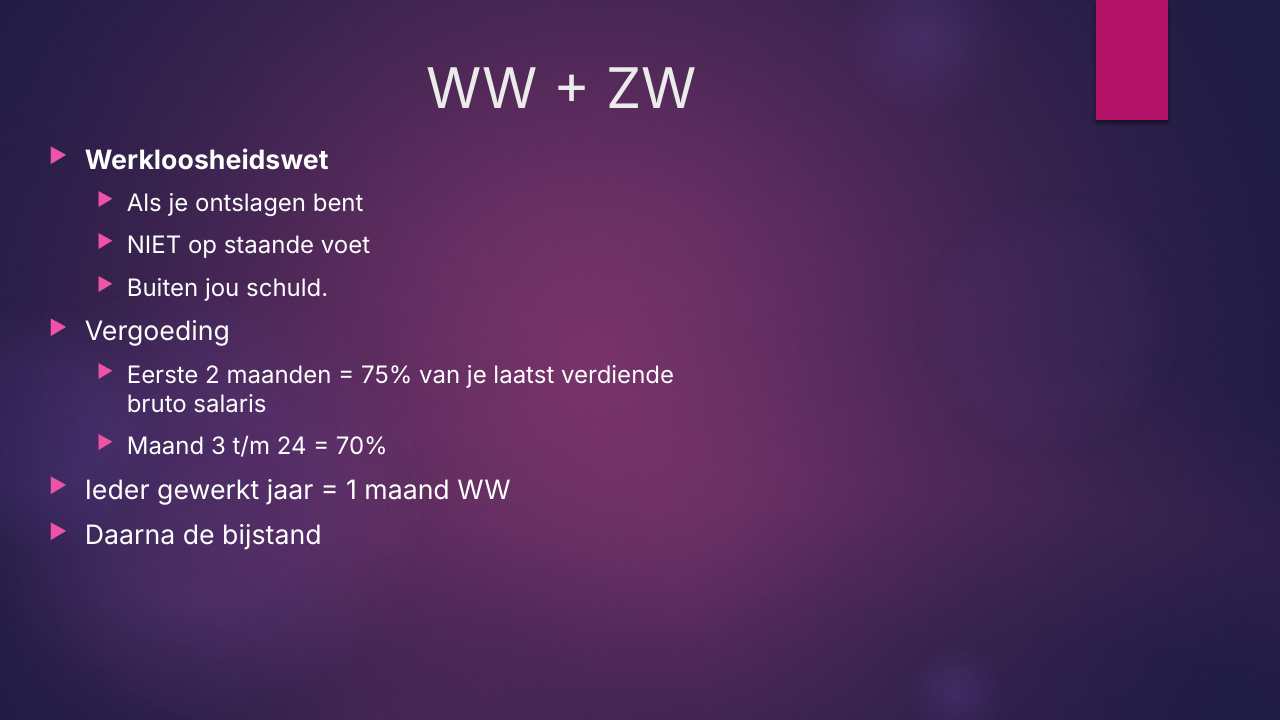 WW + ZW
Werkloosheidswet
Als je ontslagen bent
NIET op staande voet
Buiten jou schuld.
Vergoeding
Eerste 2 maanden = 75% van je laatst verdiende
bruto salaris
Maand 3 t/m 24 = 70%
Ieder gewerkt jaar = 1 maand WW
Daarna de bijstand